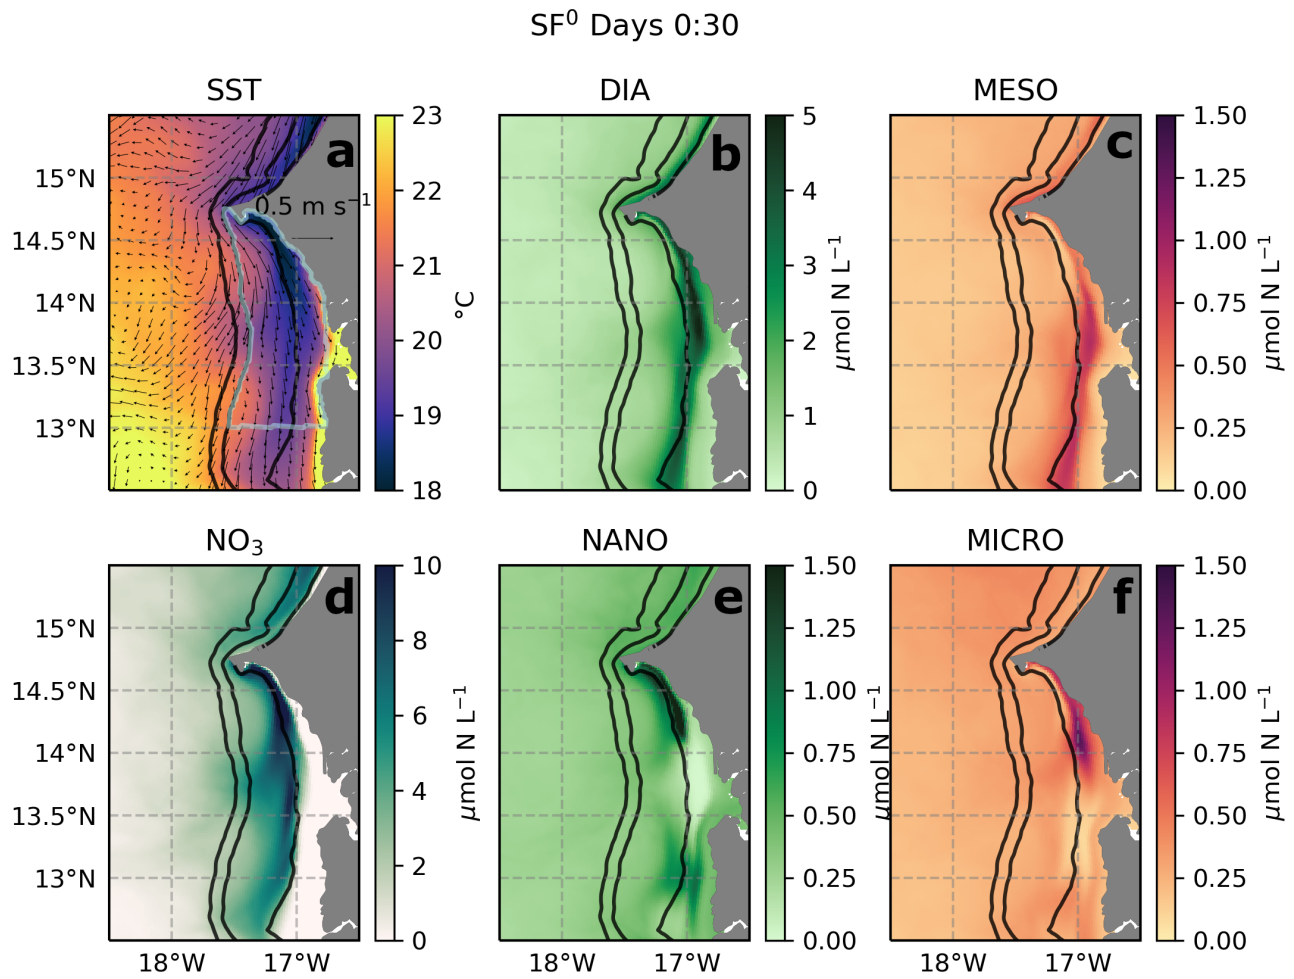 SF⁰ Days 0:30
SST
DIA
MESO
a
b
c
0.5 m s⁻¹
15°N
14.5°N
14°N
13.5°N
13°N
23
22
21
20
19
18
°C
5
4
3
2
1
0
μmol N L⁻¹
1.50
1.25
1.00
0.75
0.50
0.25
0.00
μmol N L⁻¹
NO₃
NANO
MICRO
d
e
f
15°N
14.5°N
14°N
13.5°N
13°N
10
8
6
4
2
0
μmol N L⁻¹
1.50
1.25
1.00
0.75
0.50
0.25
0.00
μmol N L⁻¹
1.50
1.25
1.00
0.75
0.50
0.25
0.00
μmol N L⁻¹
18°W
17°W
18°W
17°W
18°W
17°W